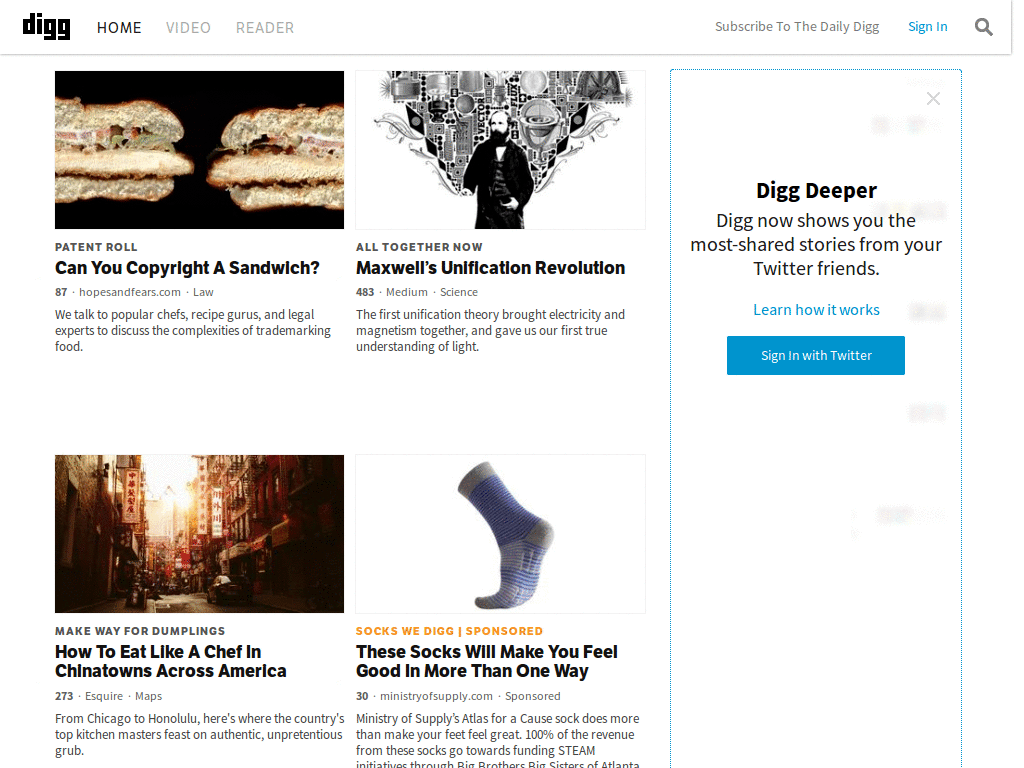 digg HOME VIDEO READER Subscribe To The Daily Digg Sign In
PATENT ROLL
Can You Copyright A Sandwich?
87 · hopesandfears.com · Law
We talk to popular chefs, recipe gurus, and legal
experts to discuss the complexities of trademarking
food.
ALL TOGETHER NOW
Maxwell's Unification Revolution
483 · Medium · Science
The first unification theory brought electricity and
magnetism together, and gave us our first true
understanding of light.
MAKE WAY FOR DUMPLINGS
How To Eat Like A Chef In
Chinatowns Across America
273 · Esquire · Maps
From Chicago to Honolulu, here's where the country's
top kitchen masters feast on authentic, unpretentious
grub.
SOCKS WE DIGG | SPONSORED
These Socks Will Make You Feel
Good In More Than One Way
30 · ministryofsupply.com · Sponsored
Ministry of Supply's Atlas for a Cause sock does more
than make your feet feel great. 100% of the revenue
from these socks go towards funding STEAM
initiatives through Big Brothers Big Sisters of Atlanta
Digg Deeper
Digg now shows you the
most-shared stories from your
Twitter friends.
Learn how it works
Sign In with Twitter